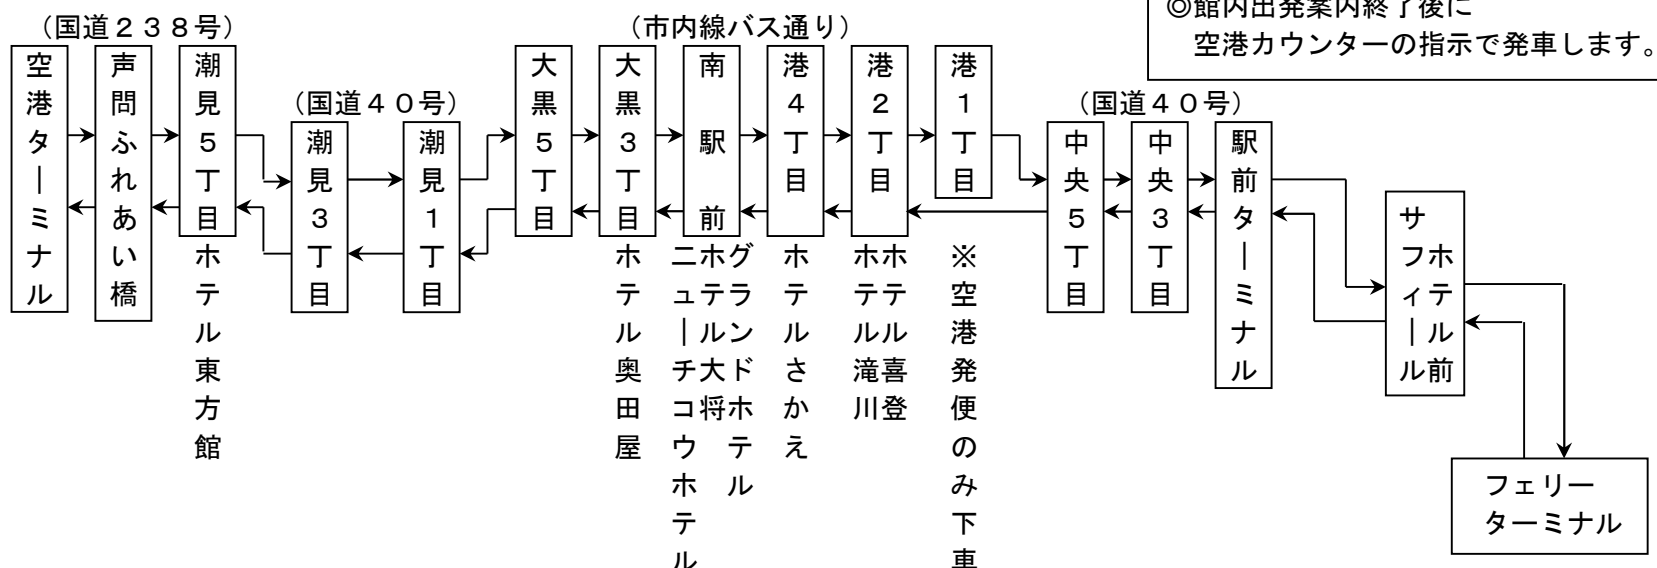 （国道２３８号）
（市内線バス通り）
◎館内出発案内終了後に
空港カウンターの指示で発車します。
（国道４０号）
（国道４０号）
空港ターミナル
声問ふれあい橋
潮見５丁目
潮見３丁目
潮見１丁目
大黒５丁目
大黒３丁目
南駅前
港４丁目
港２丁目
港１丁目
中央５丁目
中央３丁目
駅前ターミナル
サフィールホテル前
フェリー
ターミナル
ホテル東方館
ホテル奥田屋
グランドホテル
ホテル大将
ニューチコウホテル
ホテルさかえ
ホテル喜登
ホテル滝川
※空港発便のみ下車